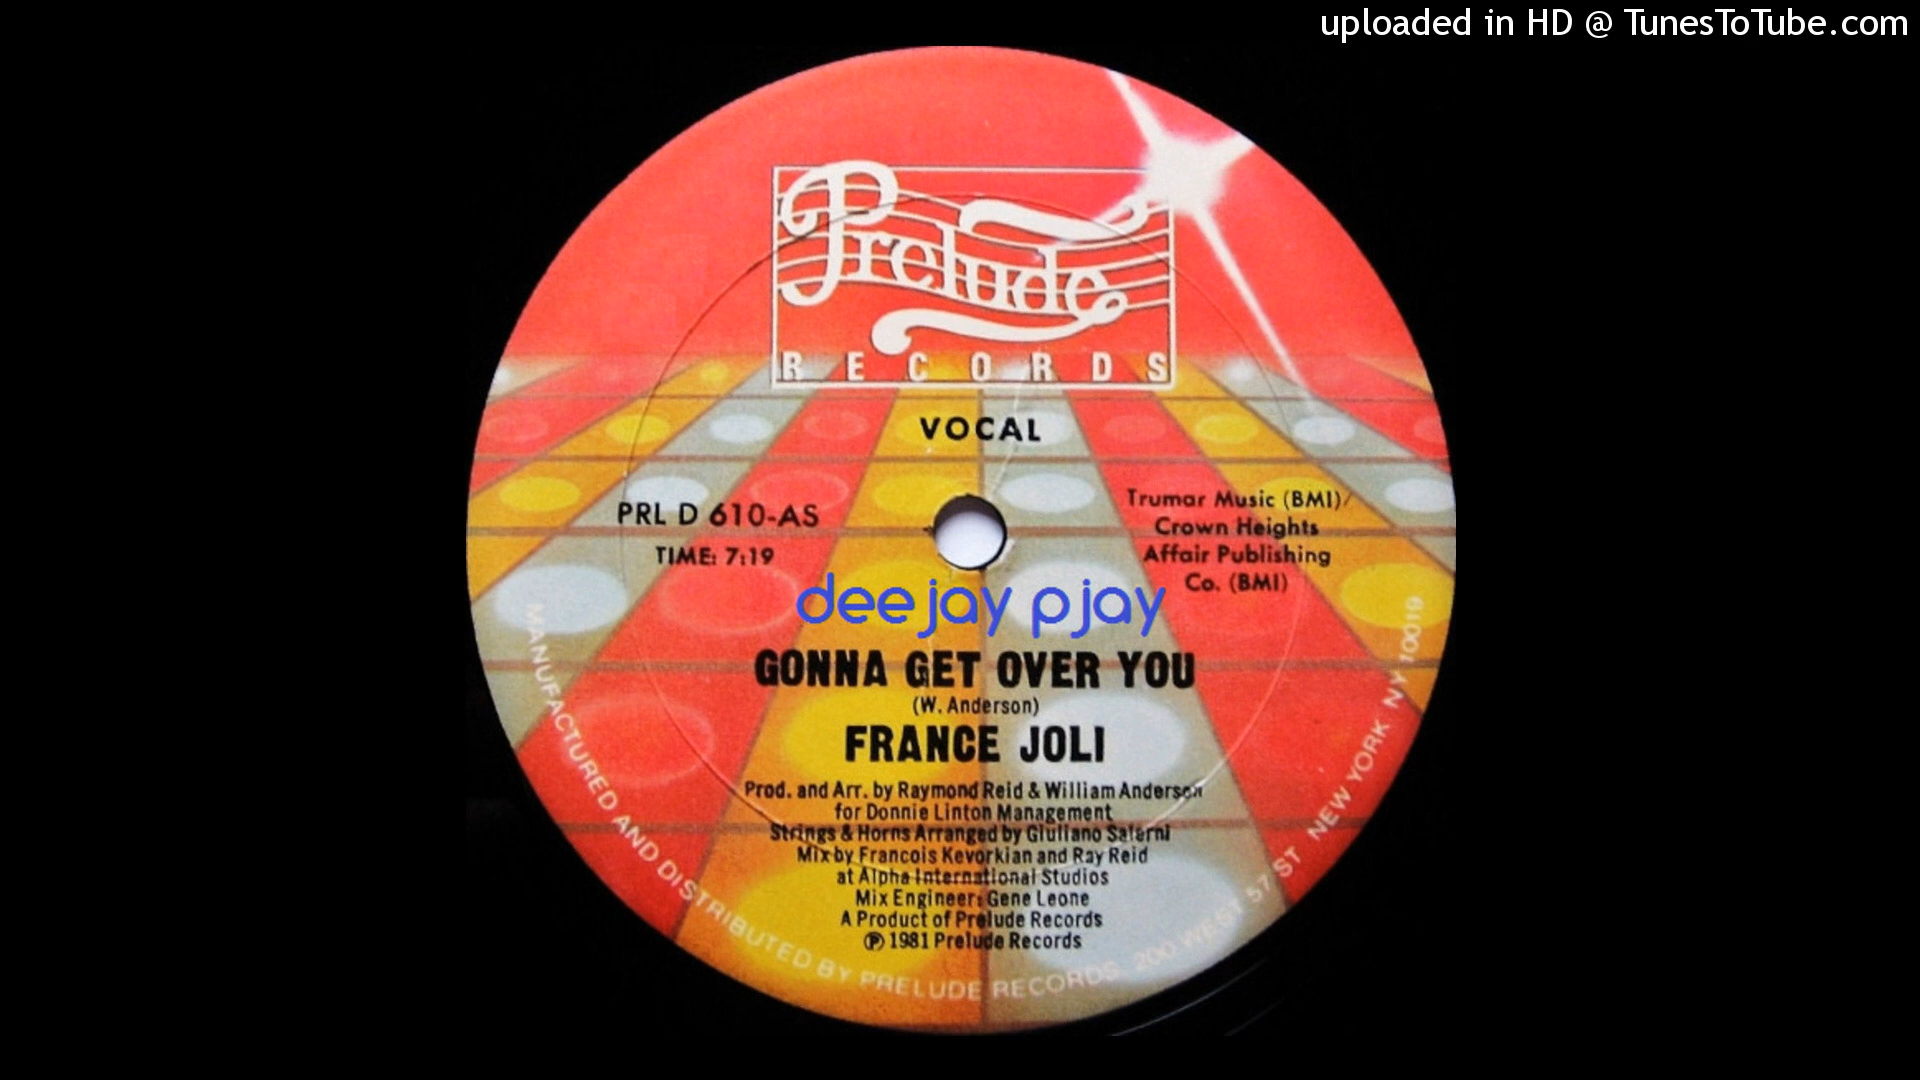 uploaded in HD @ TunesToTube.com
Prelude
RECORDS
VOCAL
PRL D 610-AS
TIME: 7:19
Trumar Music (BMI)/
Crown Heights
Affair Publishing
Co. (BMI)
deejay pjay
GONNA GET OVER YOU
(W. Anderson)
FRANCE JOLI
Prod. and Arr. by Raymond Reid & William Anderson
for Donnie Linton Management
Strings & Horns Arranged by Giuliano Salerni
Mix by Francois Kevorkian and Ray Reid
at Alpha International Studios
Mix Engineer: Gene Leone
A Product of Prelude Records
℗ 1981 Prelude Records
MANUFACTURED AND DISTRIBUTED BY PRELUDE RECORDS 200 WEST 57 ST NEW YORK NY 10019